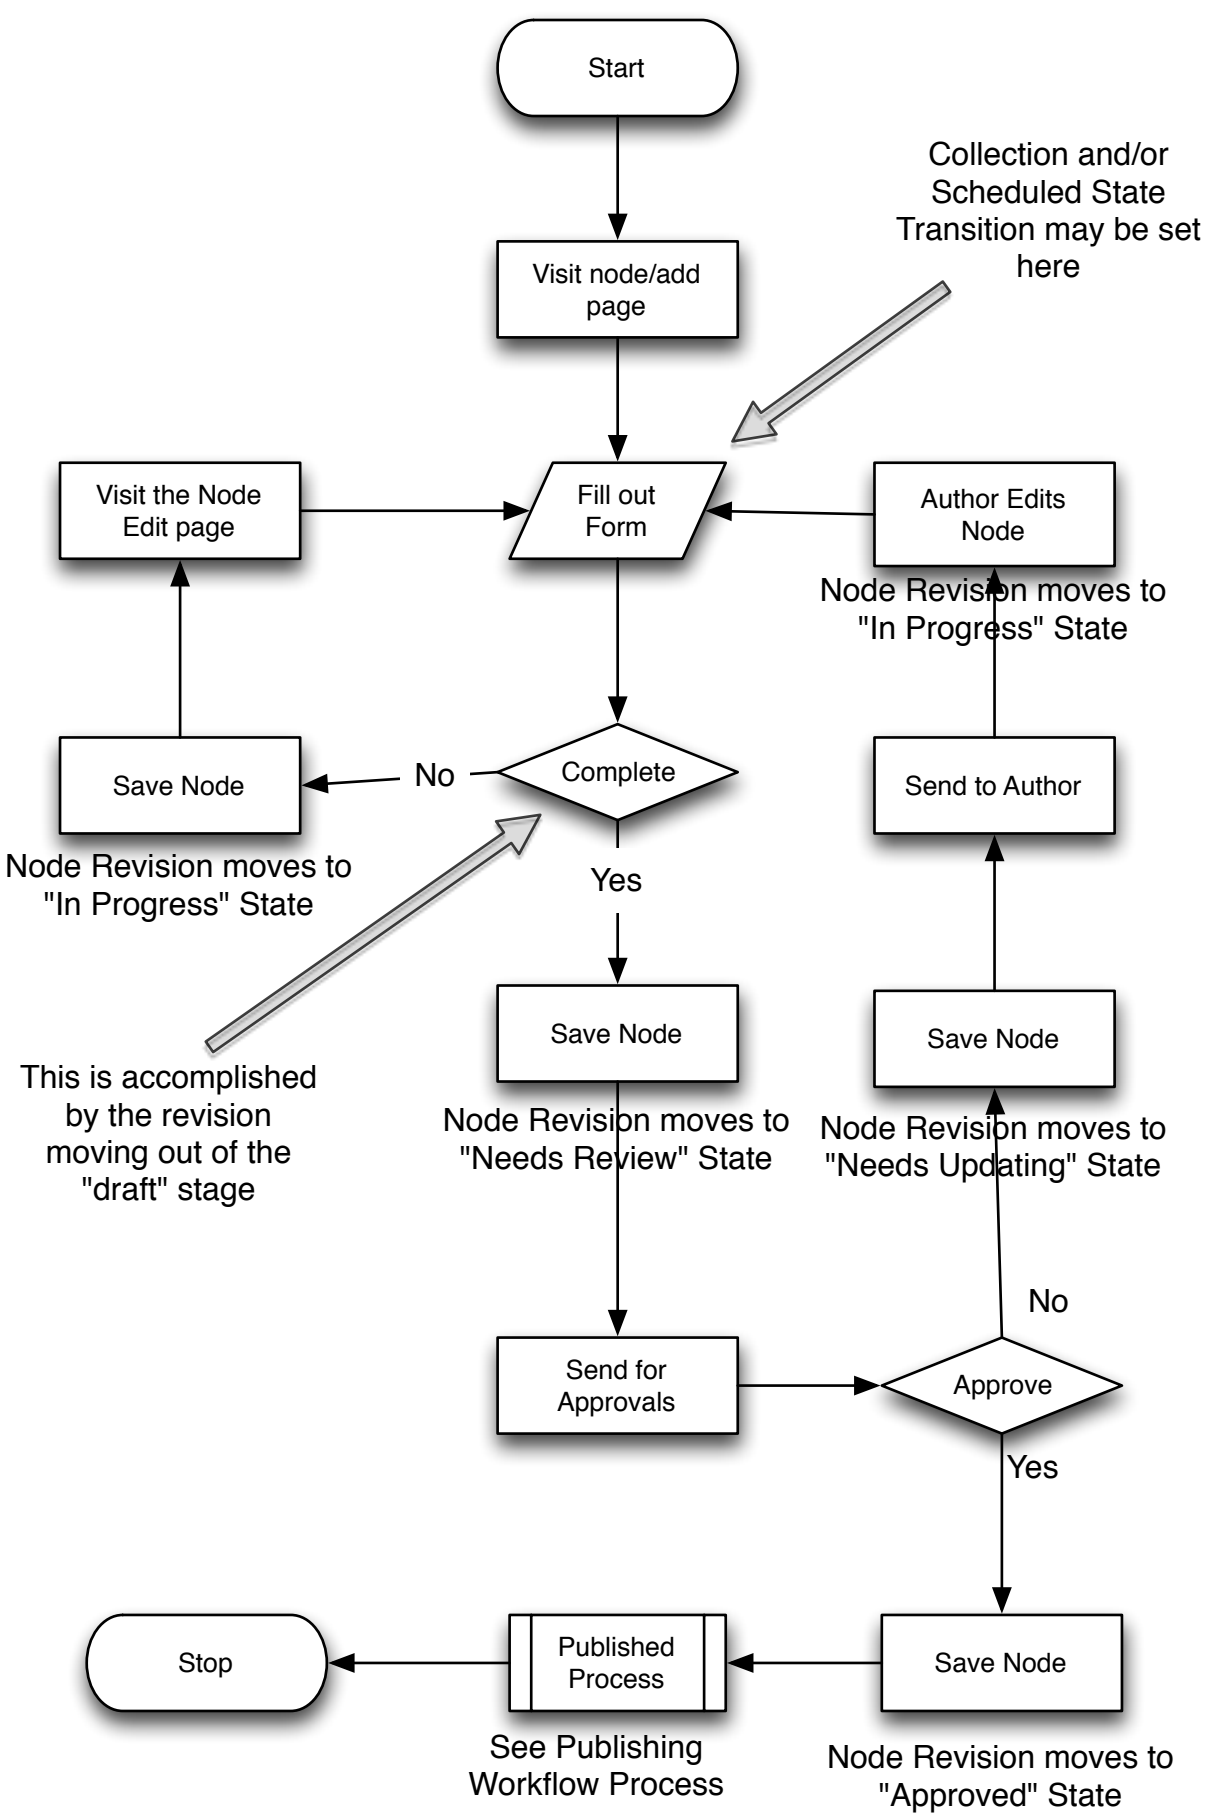 Start
Collection and/or
Scheduled State
Transition may be set
here
Visit node/add
page
Visit the Node
Edit page
Fill out
Form
Author Edits
Node
Node Revision moves to
"In Progress" State
Save Node
No
Complete
Send to Author
Node Revision moves to
"In Progress" State
Yes
Save Node
Save Node
This is accomplished
by the revision
moving out of the
"draft" stage
Node Revision moves to
"Needs Review" State
Node Revision moves to
"Needs Updating" State
No
Send for
Approvals
Approve
Yes
Stop
Published
Process
Save Node
See Publishing
Workflow Process
Node Revision moves to
"Approved" State